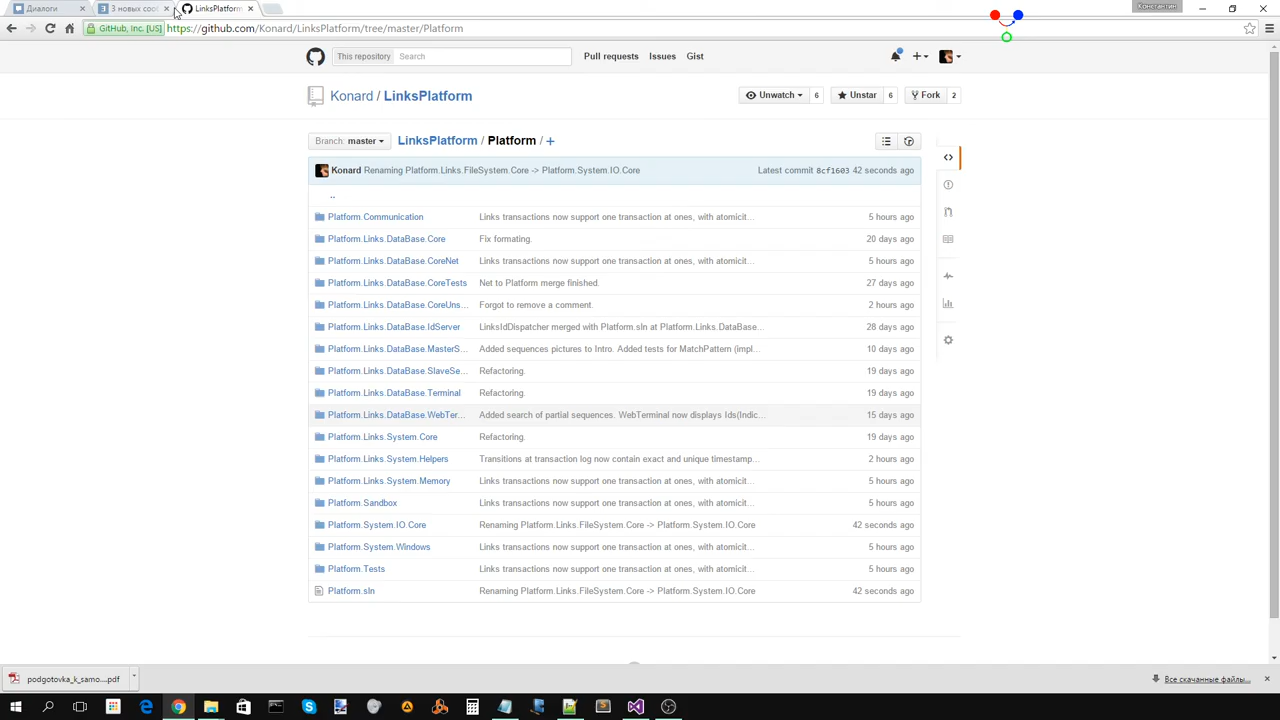 Диалоги
3 новых сооб
LinksPlatform
Константин
GitHub, Inc. [US]
https://github.com/Konard/LinksPlatform/tree/master/Platform
This repository
Search
Pull requests
Issues
Gist
Konard / LinksPlatform
Unwatch
6
Unstar
6
Fork
2
Branch: master
LinksPlatform / Platform / +
Konard Renaming Platform.Links.FileSystem.Core -> Platform.System.IO.Core
Latest commit 8cf1603 42 seconds ago
..
Platform.Communication Links transactions now support one transaction at ones, with atomicit… 5 hours ago
Platform.Links.DataBase.Core Fix formating. 20 days ago
Platform.Links.DataBase.CoreNet Links transactions now support one transaction at ones, with atomicit… 5 hours ago
Platform.Links.DataBase.CoreTests Net to Platform merge finished. 27 days ago
Platform.Links.DataBase.CoreUns… Forgot to remove a comment. 2 hours ago
Platform.Links.DataBase.IdServer LinksIdDispatcher merged with Platform.sln at Platform.Links.DataBase… 28 days ago
Platform.Links.DataBase.MasterS… Added sequences pictures to Intro. Added tests for MatchPattern (impl… 10 days ago
Platform.Links.DataBase.SlaveSe… Refactoring. 19 days ago
Platform.Links.DataBase.Terminal Refactoring. 19 days ago
Platform.Links.DataBase.WebTer… Added search of partial sequences. WebTerminal now displays Ids(Indic… 15 days ago
Platform.Links.System.Core Refactoring. 19 days ago
Platform.Links.System.Helpers Transitions at transaction log now contain exact and unique timestamp… 2 hours ago
Platform.Links.System.Memory Links transactions now support one transaction at ones, with atomicit… 5 hours ago
Platform.Sandbox Links transactions now support one transaction at ones, with atomicit… 5 hours ago
Platform.System.IO.Core Renaming Platform.Links.FileSystem.Core -> Platform.System.IO.Core 42 seconds ago
Platform.System.Windows Links transactions now support one transaction at ones, with atomicit… 5 hours ago
Platform.Tests Links transactions now support one transaction at ones, with atomicit… 5 hours ago
Platform.sln Renaming Platform.Links.FileSystem.Core -> Platform.System.IO.Core 42 seconds ago
podgotovka_k_samo....pdf
Все скачанные файлы...